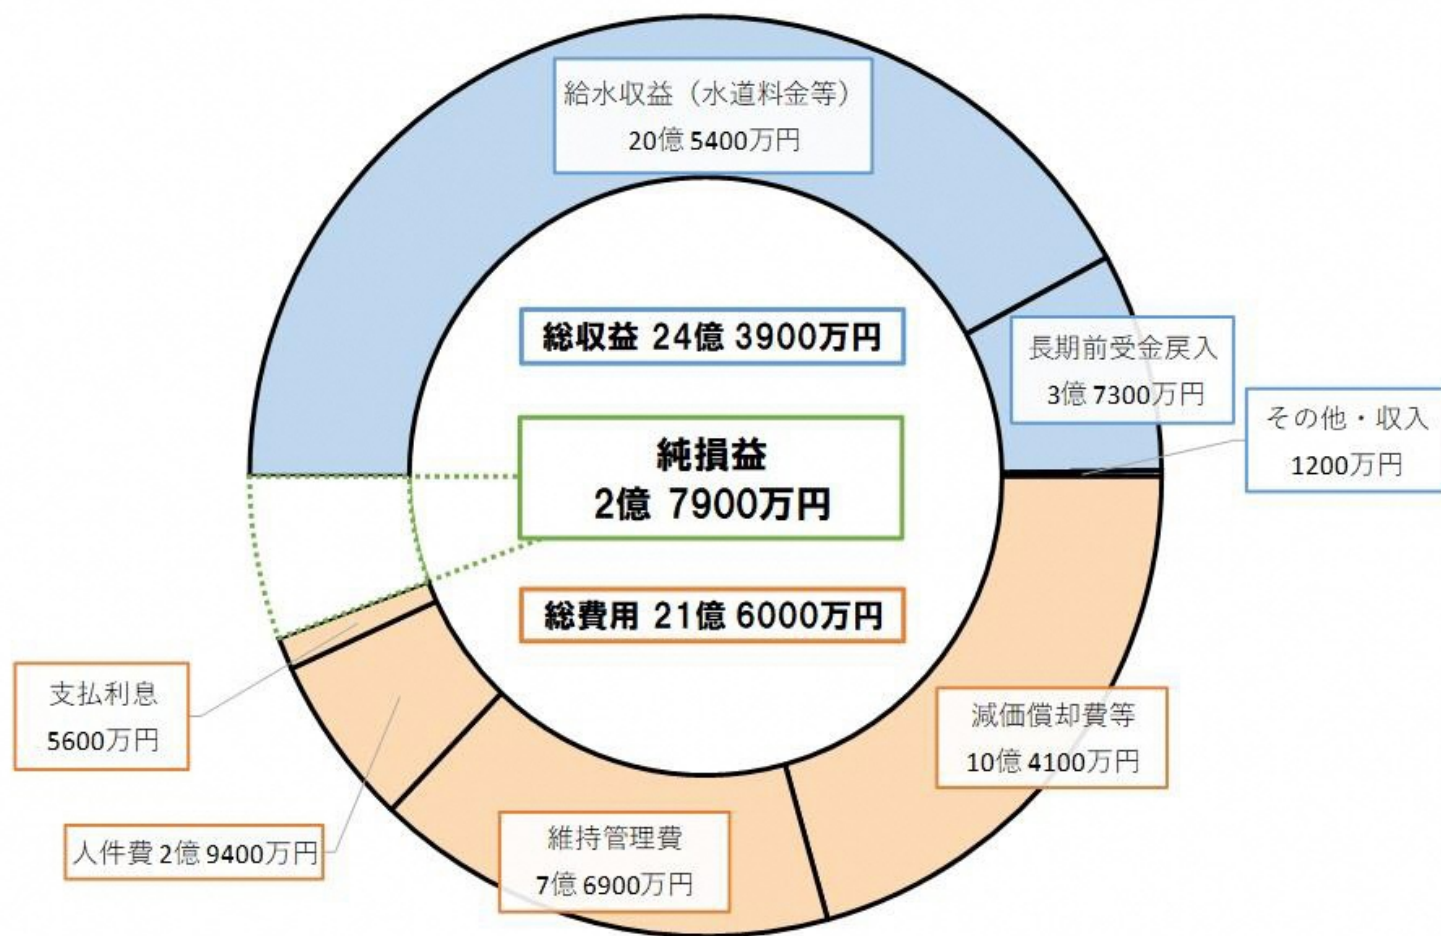 給水収益（水道料金等）
20億 5400万円
総収益 24億 3900万円
長期前受金戻入
3億 7300万円
その他・収入
1200万円
純損益
2億 7900万円
総費用 21億 6000万円
支払利息
5600万円
減価償却費等
10億 4100万円
人件費 2億 9400万円
維持管理費
7億 6900万円